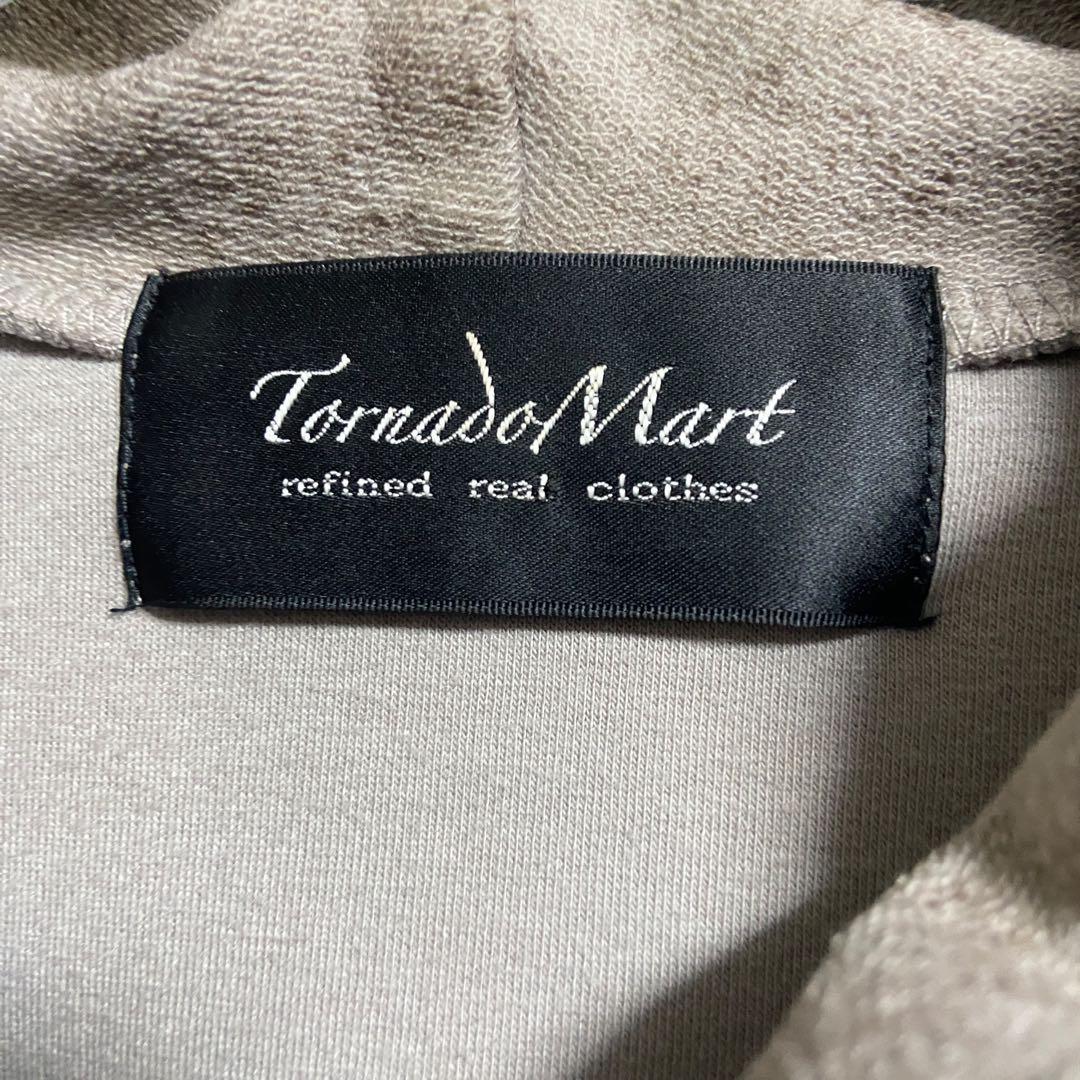 TornadoMart
refined real clothes